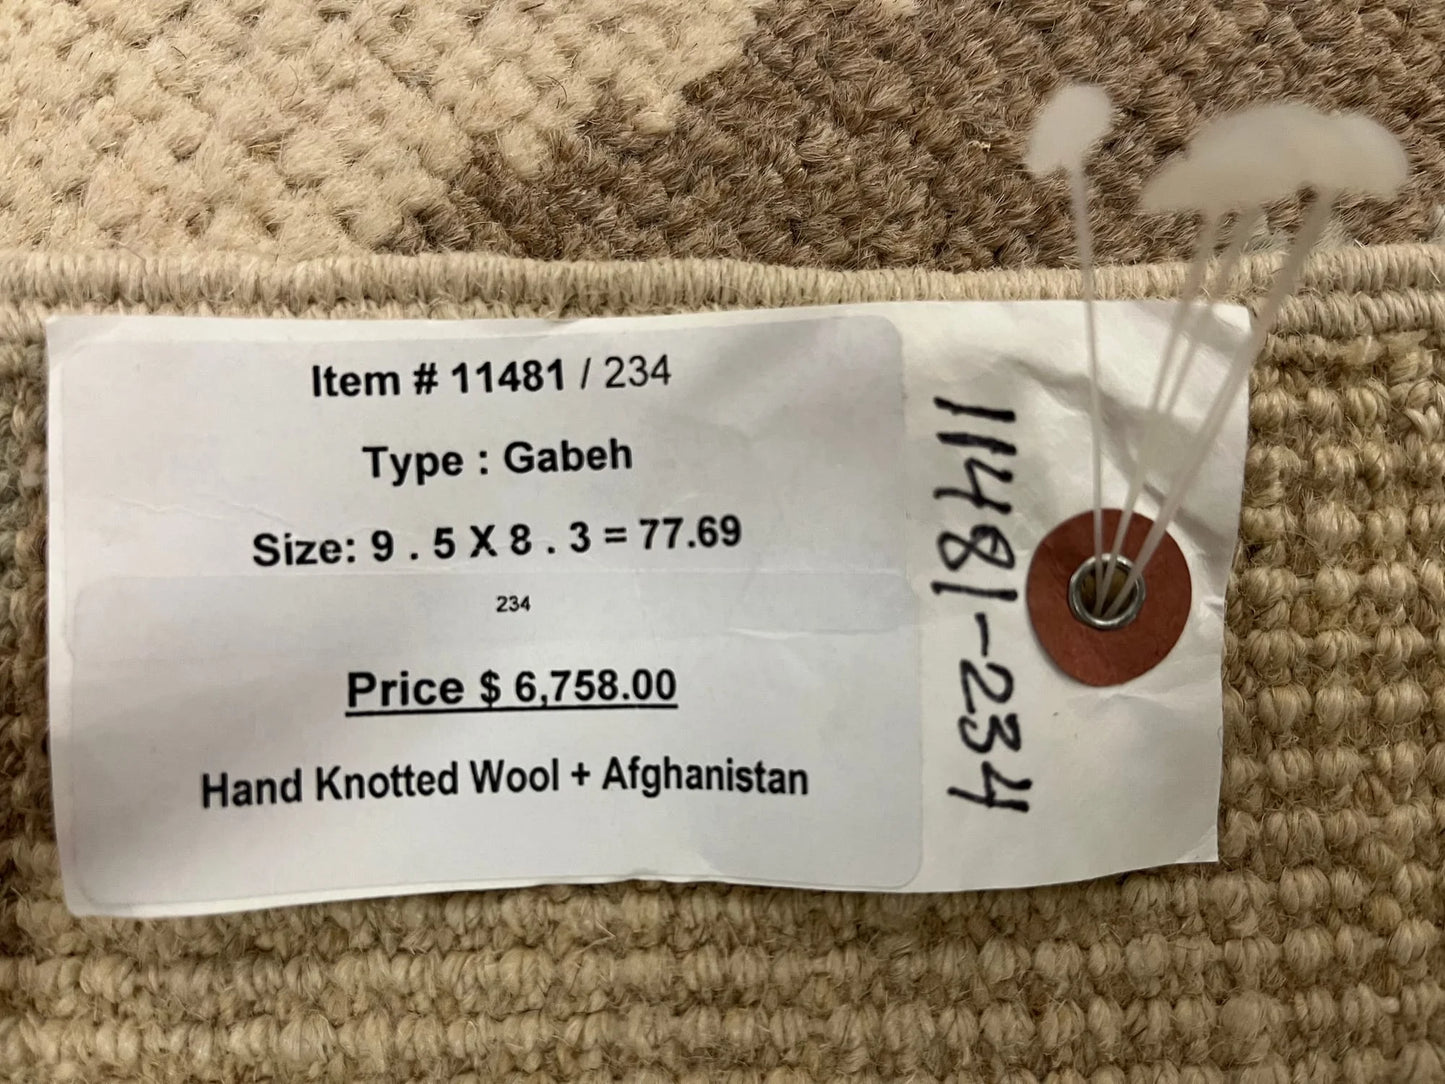 Item # 11481 / 234
Type : Gabeh
Size: 9 . 5 X 8 . 3 = 77.69
234
Price $ 6,758.00
Hand Knotted Wool + Afghanistan
11481-234